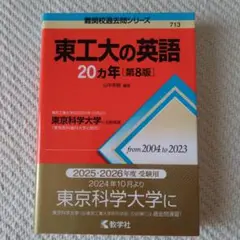 難関校過去問シリーズ
713
東工大の英語
20ヵ年[第8版]
東京科学大学
from 2004 to 2023
2025・2026年度受験用
2024年10月より
東京科学大学に
教学社